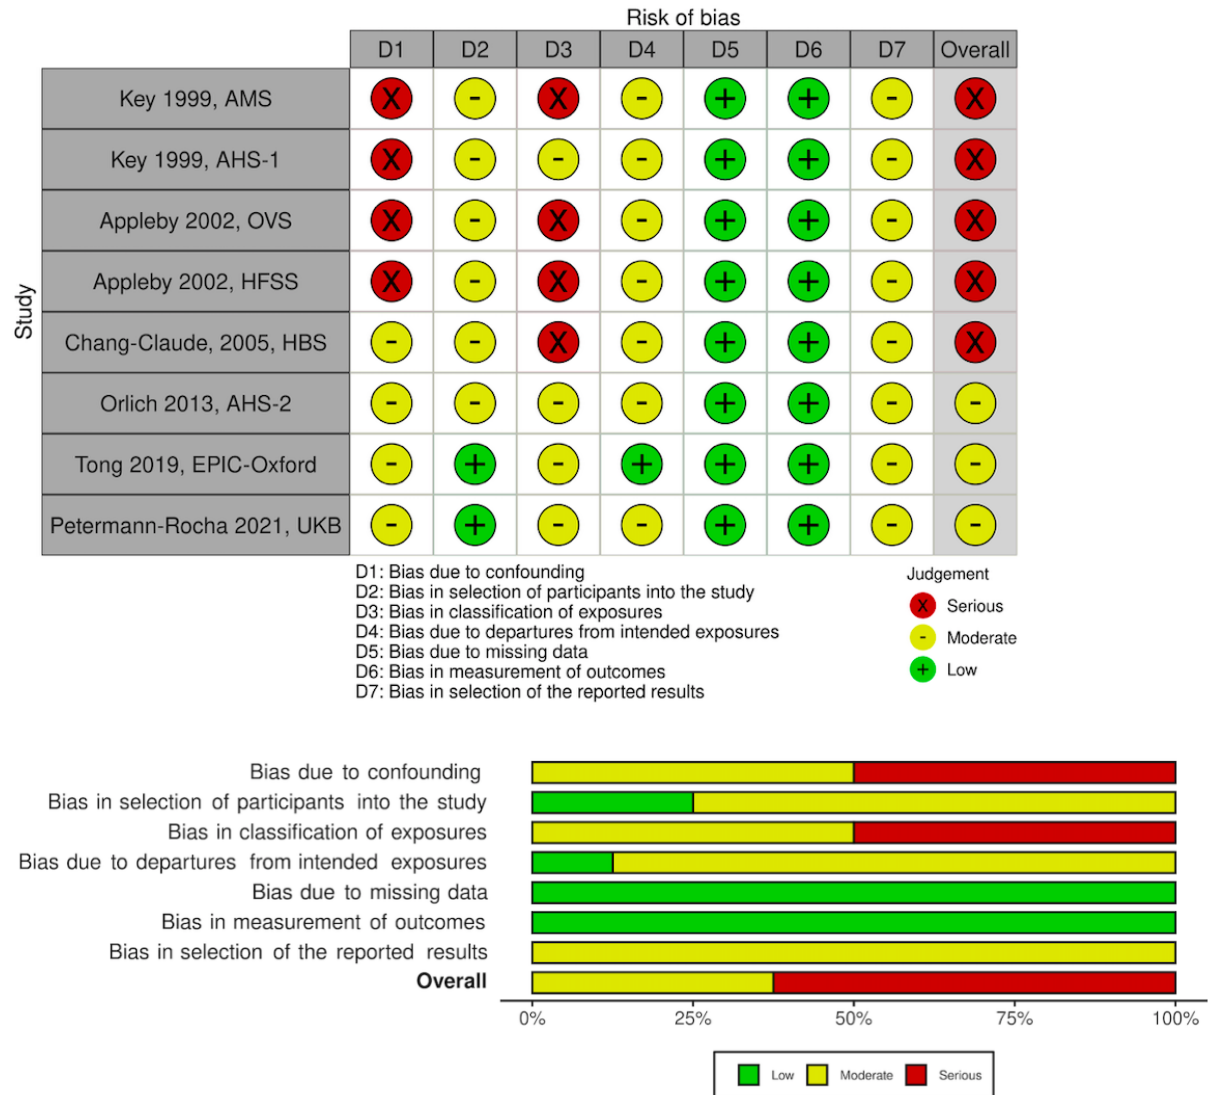 Risk of bias
D1 D2 D3 D4 D5 D6 D7 Overall
Study
Key 1999, AMS X - X - + + - X
Key 1999, AHS-1 X - - - + + - X
Appleby 2002, OVS X - X - + + - X
Appleby 2002, HFSS X - X - + + - X
Chang-Claude, 2005, HBS - - X - + + - X
Orlich 2013, AHS-2 - - - - + + - -
Tong 2019, EPIC-Oxford - + - + + + - -
Petermann-Rocha 2021, UKB - + - - + + - -
D1: Bias due to confounding
D2: Bias in selection of participants into the study
D3: Bias in classification of exposures
D4: Bias due to departures from intended exposures
D5: Bias due to missing data
D6: Bias in measurement of outcomes
D7: Bias in selection of the reported results
Judgement
X Serious
- Moderate
+ Low
Bias due to confounding
Bias in selection of participants into the study
Bias in classification of exposures
Bias due to departures from intended exposures
Bias due to missing data
Bias in measurement of outcomes
Bias in selection of the reported results
Overall
0% 25% 50% 75% 100%
Low Moderate Serious